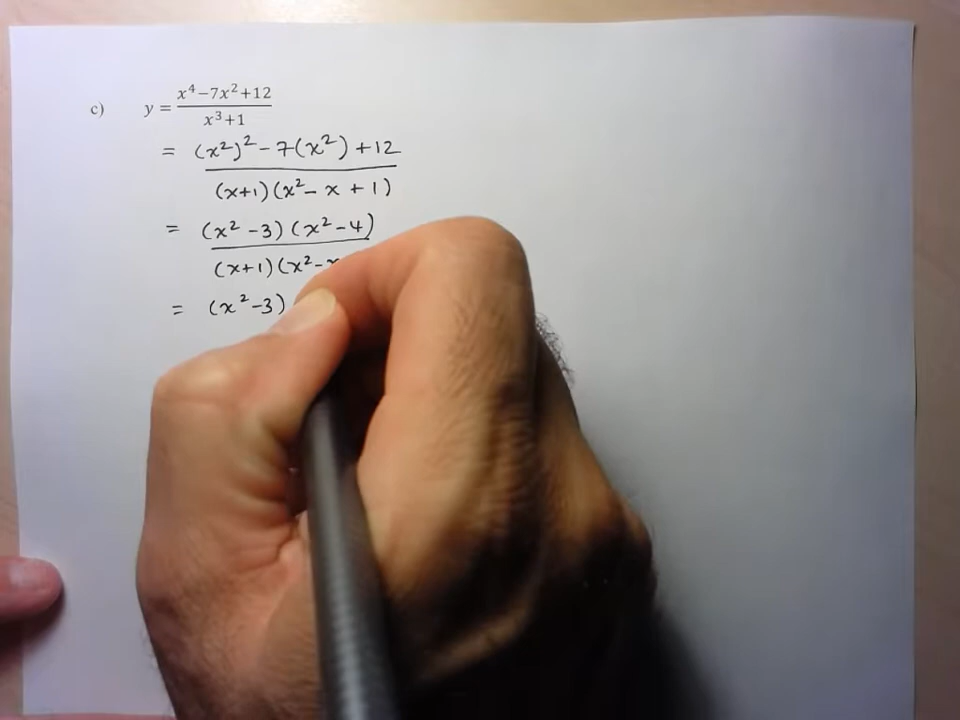 c) y = x⁴−7x²+12
x³+1
= (x²)² - 7(x²) + 12
(x+1)(x² - x + 1)
= (x² - 3)(x² - 4)
(x+1)(x² - x
= (x² - 3)